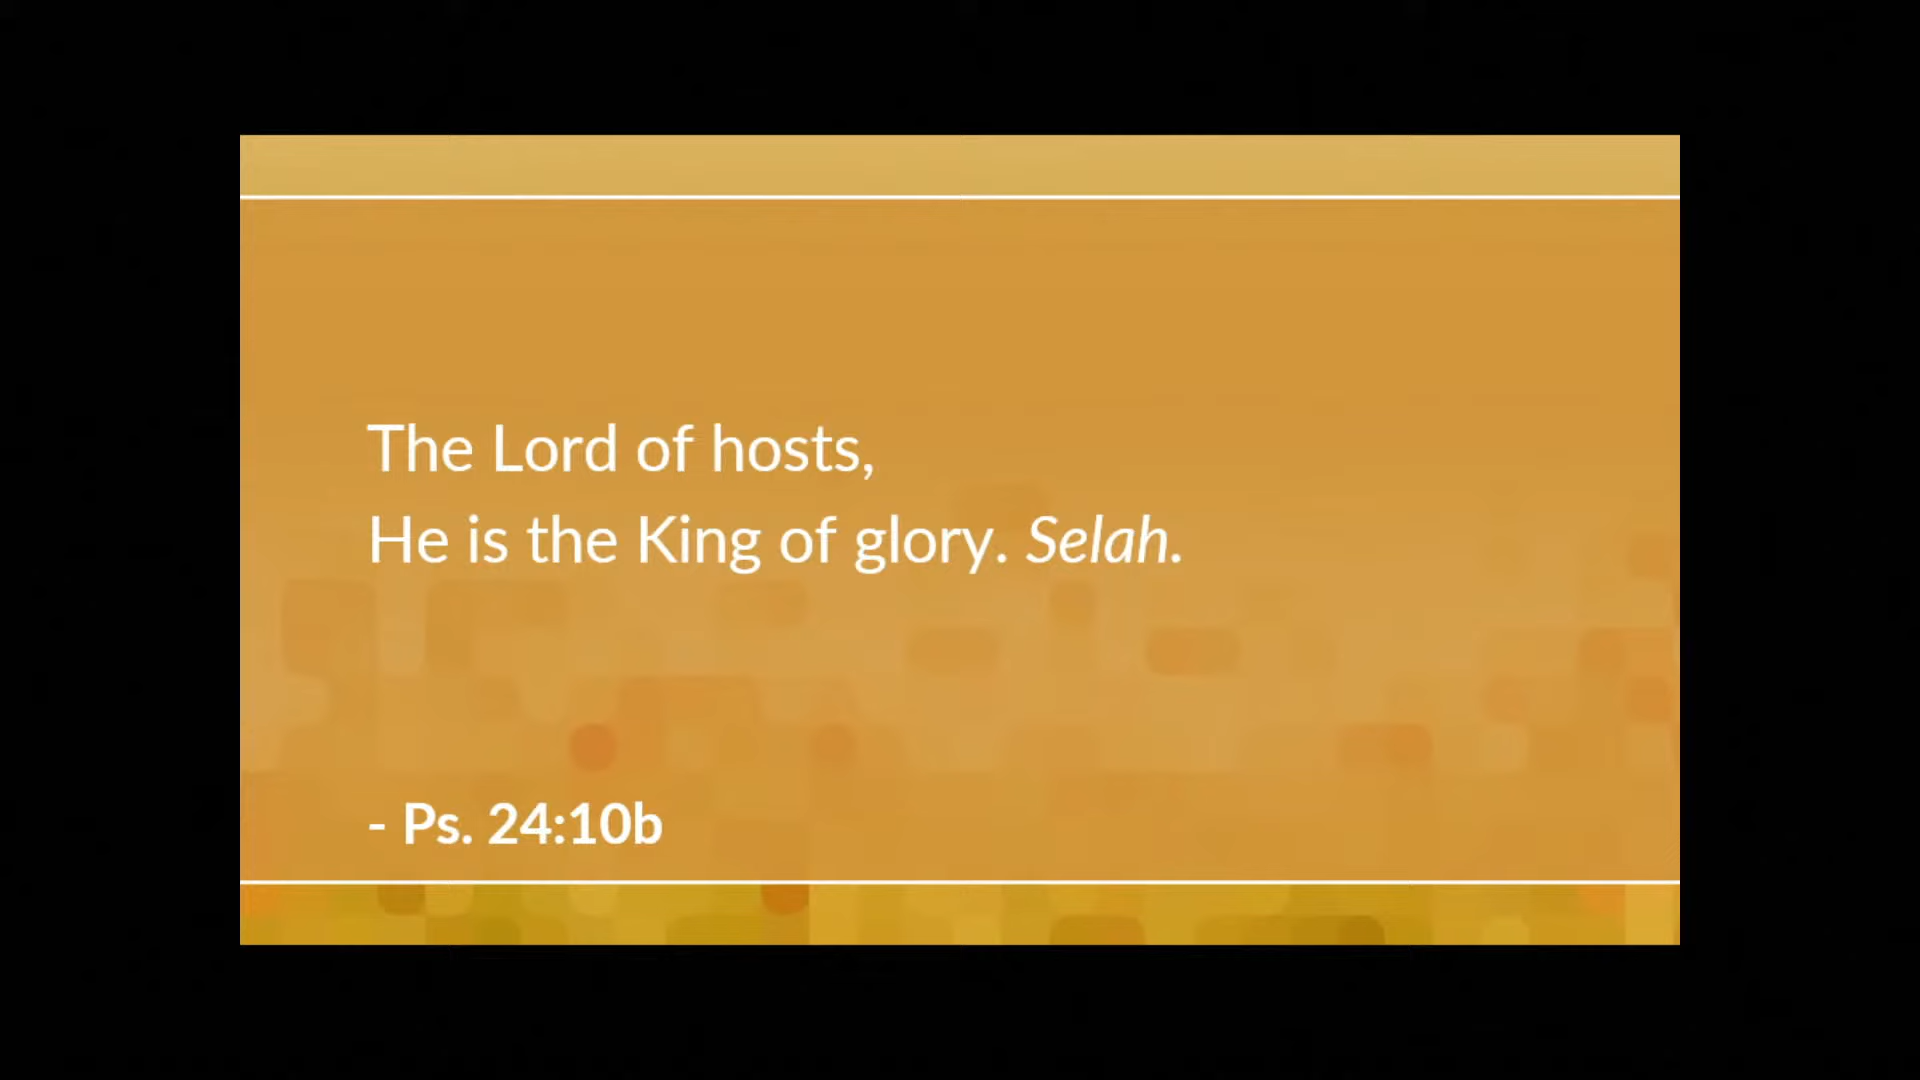 The Lord of hosts,
He is the King of glory. Selah.
- Ps. 24:10b